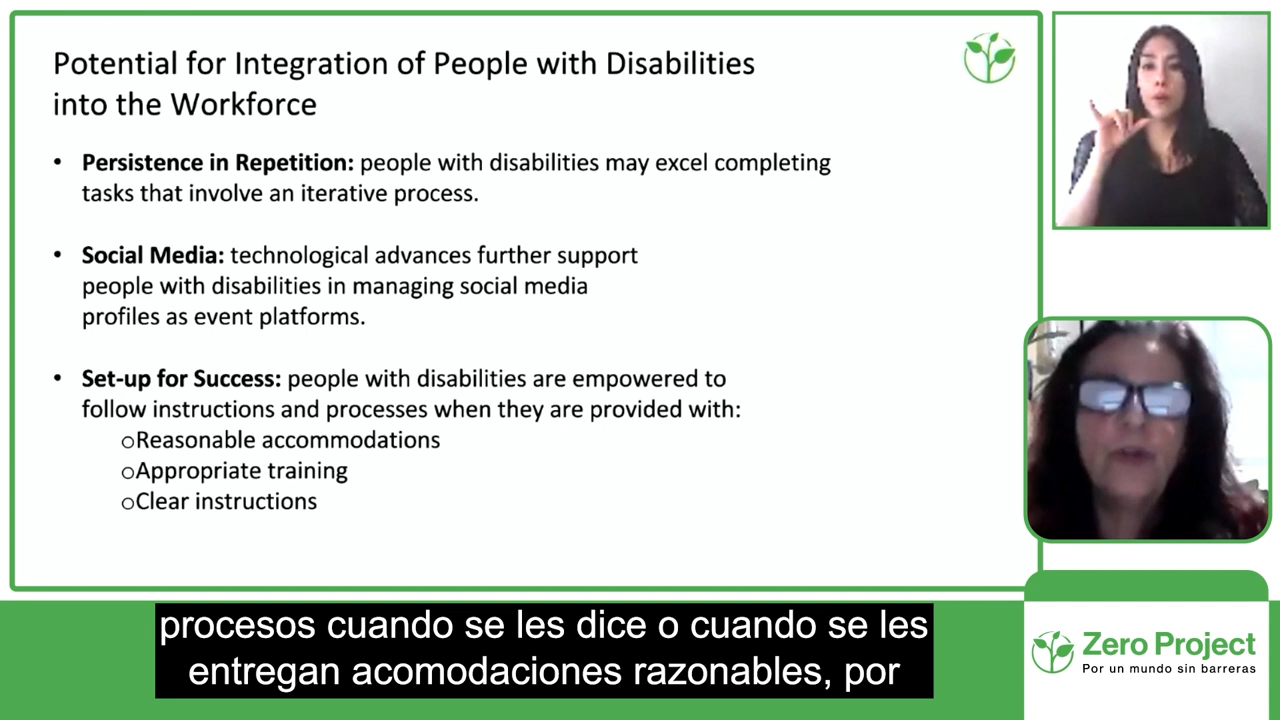 Potential for Integration of People with Disabilities
into the Workforce
• Persistence in Repetition: people with disabilities may excel completing
tasks that involve an iterative process.
• Social Media: technological advances further support
people with disabilities in managing social media
profiles as event platforms.
• Set-up for Success: people with disabilities are empowered to
follow instructions and processes when they are provided with:
oReasonable accommodations
oAppropriate training
oClear instructions
procesos cuando se les dice o cuando se les
entregan acomodaciones razonables, por
Zero Project
Por un mundo sin barreras